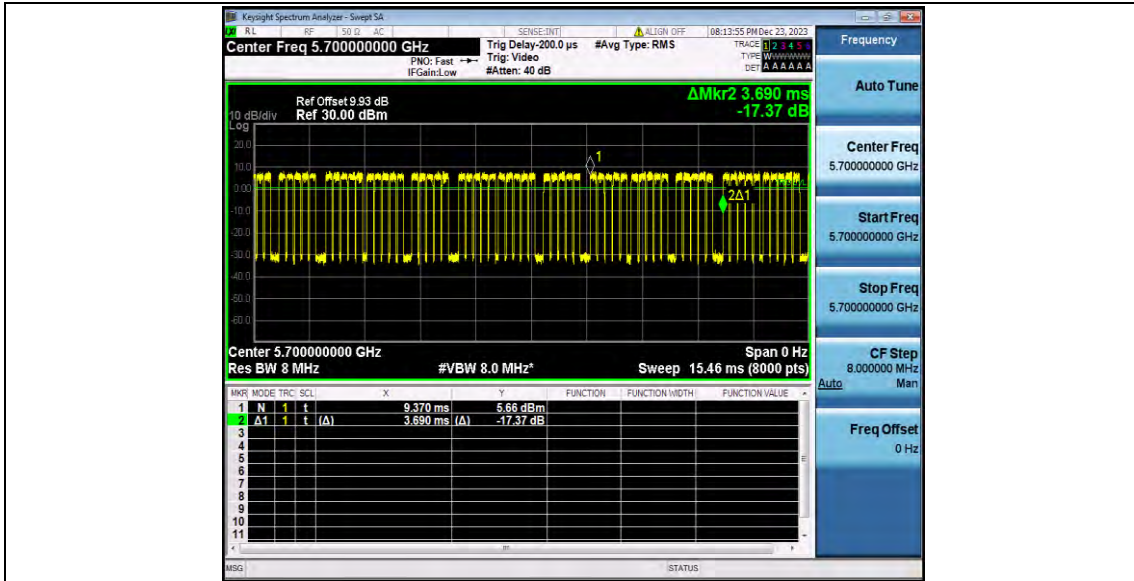 Keysight Spectrum Analyzer - Swept SA
RL RF 50 Ω AC SENSE:INT ALIGN OFF 08:13:55 PM Dec 23, 2023
Center Freq 5.700000000 GHz
PNO: Fast
IFGain:Low
Trig Delay-200.0 µs
Trig: Video
#Atten: 40 dB
#Avg Type: RMS
TRACE 1 2 3 4 5 6
TYPE
DET A A A A A A
ΔMkr2 3.690 ms
-17.37 dB
Ref Offset 9.93 dB
10 dB/div Ref 30.00 dBm
Log
20.0
10.0
0.00
-10.0
-20.0
-30.0
-40.0
-50.0
-60.0
1
2Δ1
Center 5.700000000 GHz Span 0 Hz
Res BW 8 MHz #VBW 8.0 MHz* Sweep 15.46 ms (8000 pts)
MKR MODE TRC SCL X Y FUNCTION FUNCTION WIDTH FUNCTION VALUE
1 N 1 t 9.370 ms 5.66 dBm
2 Δ1 1 t (Δ) 3.690 ms (Δ) -17.37 dB
3
4
5
6
7
8
9
10
11
MSG STATUS
Frequency
Auto Tune
Center Freq
5.700000000 GHz
Start Freq
5.700000000 GHz
Stop Freq
5.700000000 GHz
CF Step
8.000000 MHz
Auto Man
Freq Offset
0 Hz